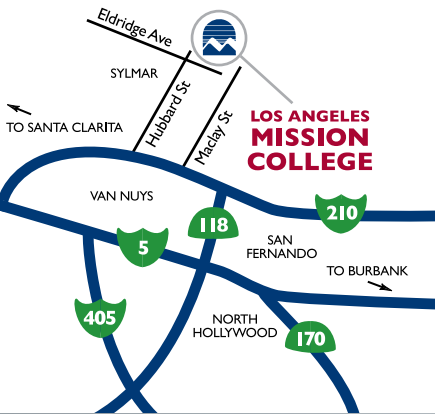 Eldridge Ave
SYLMAR
Hubbard St
Maclay St
LOS ANGELES
MISSION
COLLEGE
TO SANTA CLARITA
VAN NUYS
118
210
5
SAN
FERNANDO
TO BURBANK
405
NORTH
HOLLYWOOD
170